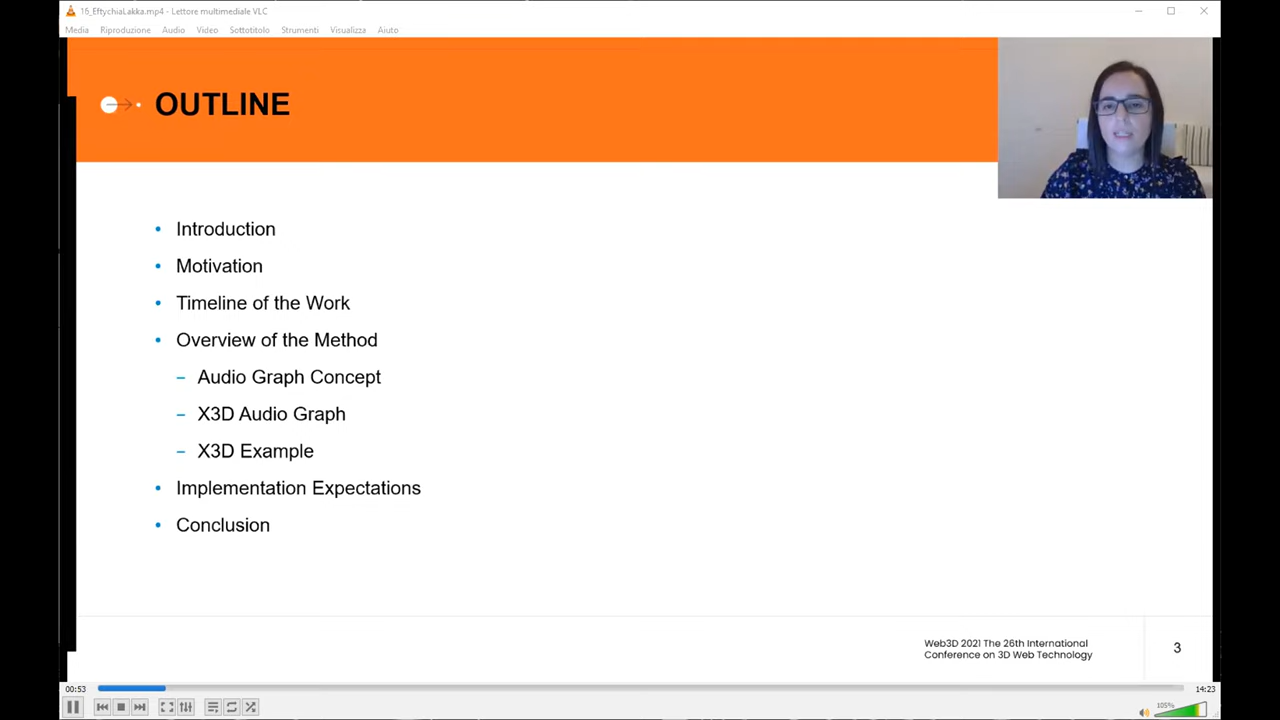 16_EftychiaLakka.mp4 - Lettore multimediale VLC
Media Riproduzione Audio Video Sottotitolo Strumenti Visualizza Aiuto
OUTLINE
• Introduction
• Motivation
• Timeline of the Work
• Overview of the Method
– Audio Graph Concept
– X3D Audio Graph
– X3D Example
• Implementation Expectations
• Conclusion
Web3D 2021 The 26th International
Conference on 3D Web Technology
3
00:53
14:23
105%